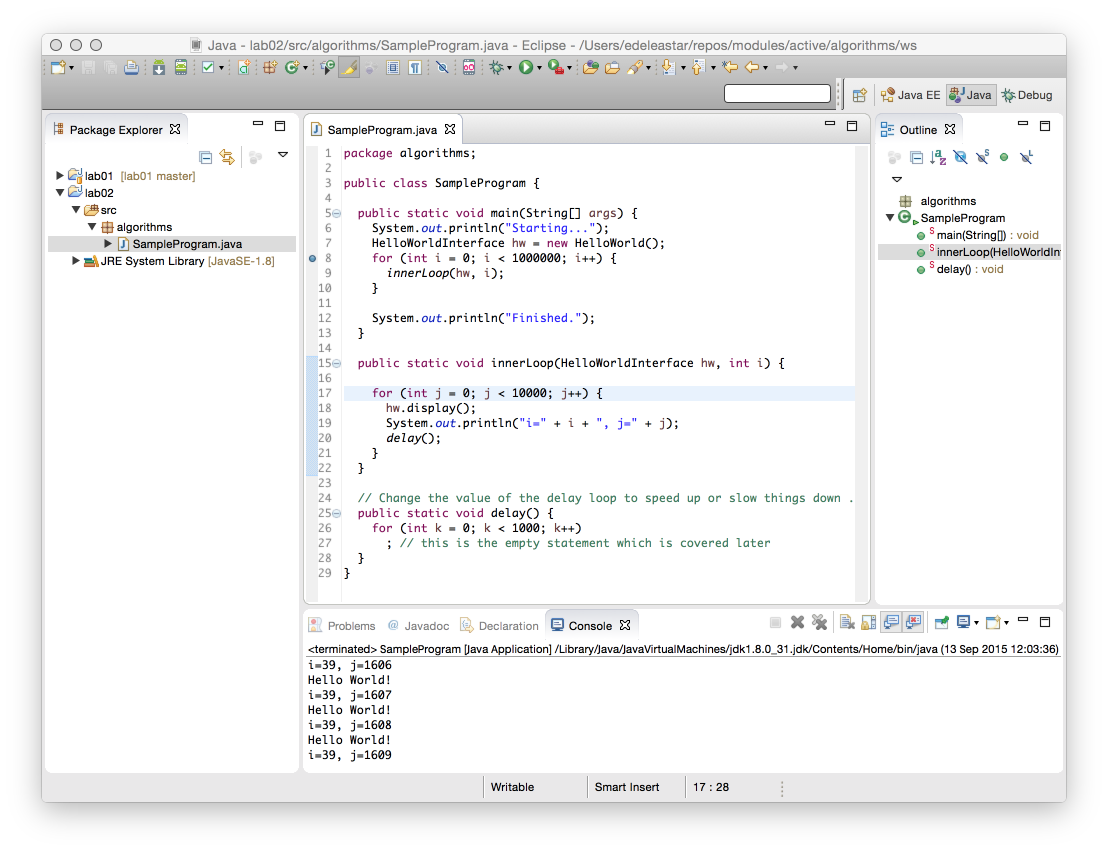 Java - lab02/src/algorithms/SampleProgram.java - Eclipse - /Users/edeleastar/repos/modules/active/algorithms/ws
Java EE
Java
Debug
Package Explorer
lab01 [lab01 master]
lab02
src
algorithms
SampleProgram.java
JRE System Library [JavaSE-1.8]
SampleProgram.java
1 package algorithms;
2
3 public class SampleProgram {
4
5 public static void main(String[] args) {
6 System.out.println("Starting...");
7 HelloWorldInterface hw = new HelloWorld();
8 for (int i = 0; i < 1000000; i++) {
9 innerLoop(hw, i);
10 }
11
12 System.out.println("Finished.");
13 }
14
15 public static void innerLoop(HelloWorldInterface hw, int i) {
16
17 for (int j = 0; j < 10000; j++) {
18 hw.display();
19 System.out.println("i=" + i + ", j=" + j);
20 delay();
21 }
22 }
23
24 // Change the value of the delay loop to speed up or slow things down .
25 public static void delay() {
26 for (int k = 0; k < 1000; k++)
27 ; // this is the empty statement which is covered later
28 }
29 }
Outline
algorithms
SampleProgram
main(String[]) : void
innerLoop(HelloWorldIn
delay() : void
Problems
@ Javadoc
Declaration
Console
<terminated> SampleProgram [Java Application] /Library/Java/JavaVirtualMachines/jdk1.8.0_31.jdk/Contents/Home/bin/java (13 Sep 2015 12:03:36)
i=39, j=1606
Hello World!
i=39, j=1607
Hello World!
i=39, j=1608
Hello World!
i=39, j=1609
Writable
Smart Insert
17 : 28